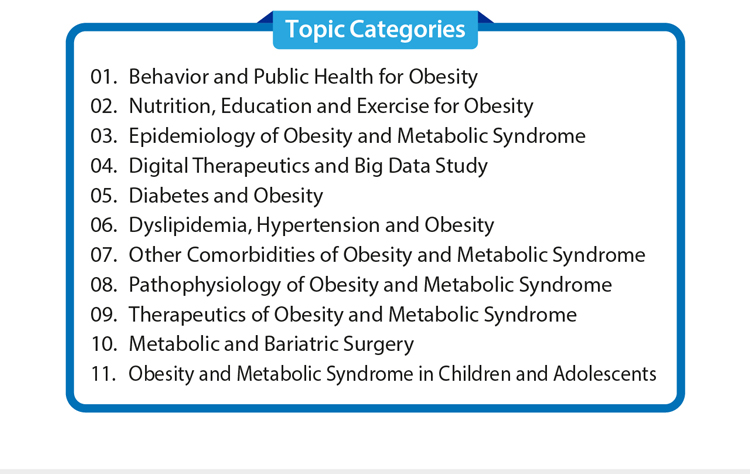 Topic Categories
01. Behavior and Public Health for Obesity
02. Nutrition, Education and Exercise for Obesity
03. Epidemiology of Obesity and Metabolic Syndrome
04. Digital Therapeutics and Big Data Study
05. Diabetes and Obesity
06. Dyslipidemia, Hypertension and Obesity
07. Other Comorbidities of Obesity and Metabolic Syndrome
08. Pathophysiology of Obesity and Metabolic Syndrome
09. Therapeutics of Obesity and Metabolic Syndrome
10. Metabolic and Bariatric Surgery
11. Obesity and Metabolic Syndrome in Children and Adolescents